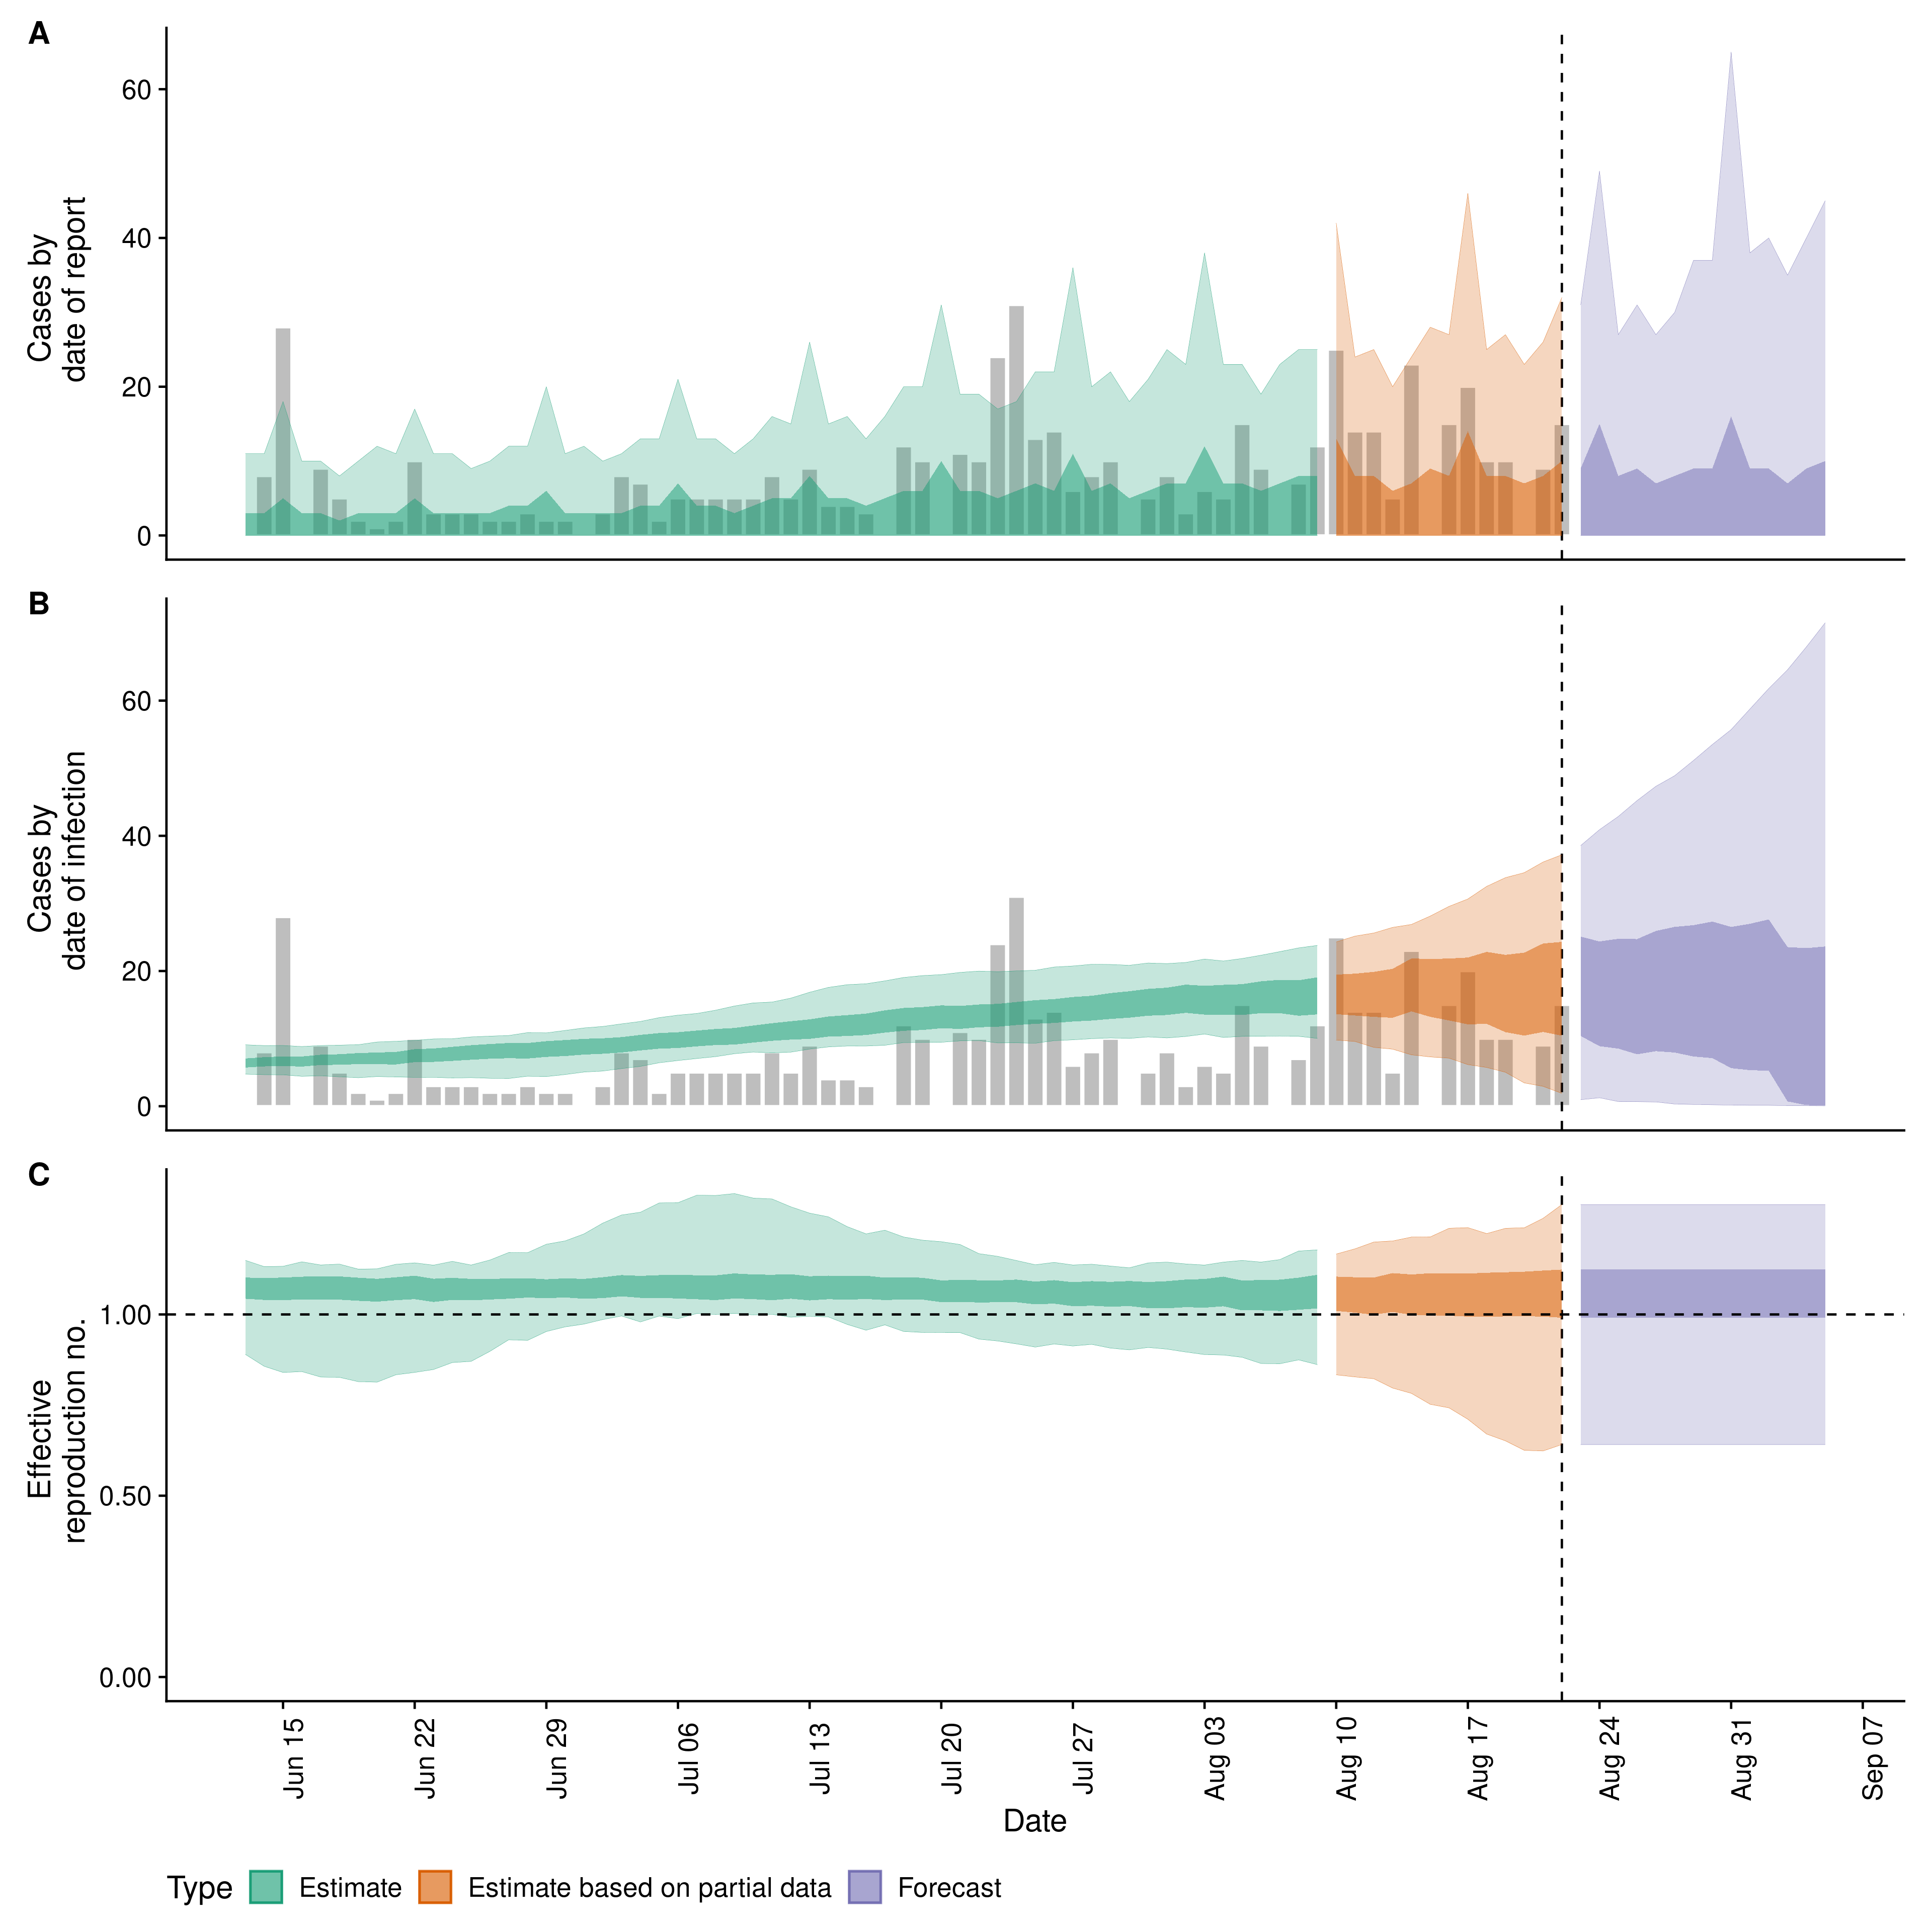 A
Cases by
date of report
60
40
20
0
B
Cases by
date of infection
60
40
20
0
C
Effective
reproduction no.
1.00
0.50
0.00
Jun 15
Jun 22
Jun 29
Jul 06
Jul 13
Jul 20
Jul 27
Aug 03
Aug 10
Aug 17
Aug 24
Aug 31
Sep 07
Date
Type
Estimate
Estimate based on partial data
Forecast